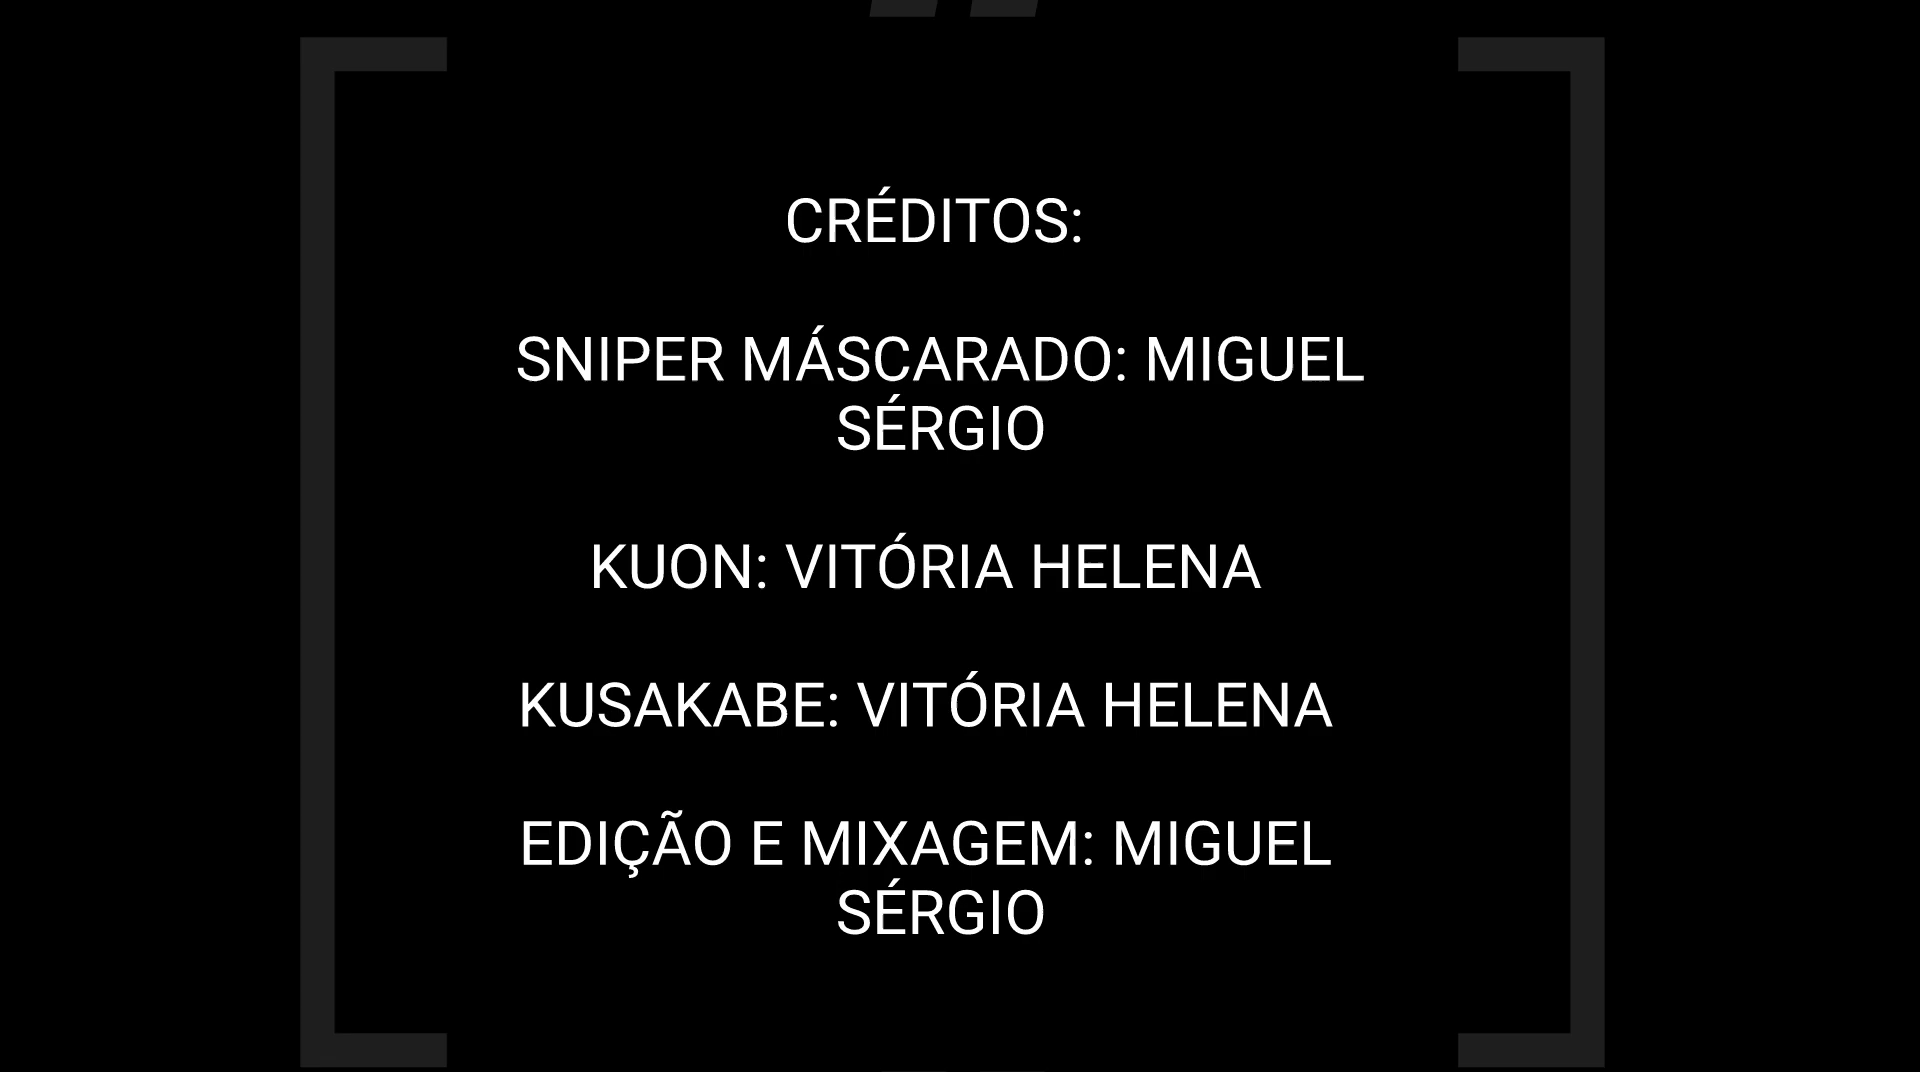 CRÉDITOS:
SNIPER MÁSCARADO: MIGUEL
SÉRGIO
KUON: VITÓRIA HELENA
KUSAKABE: VITÓRIA HELENA
EDIÇÃO E MIXAGEM: MIGUEL
SÉRGIO